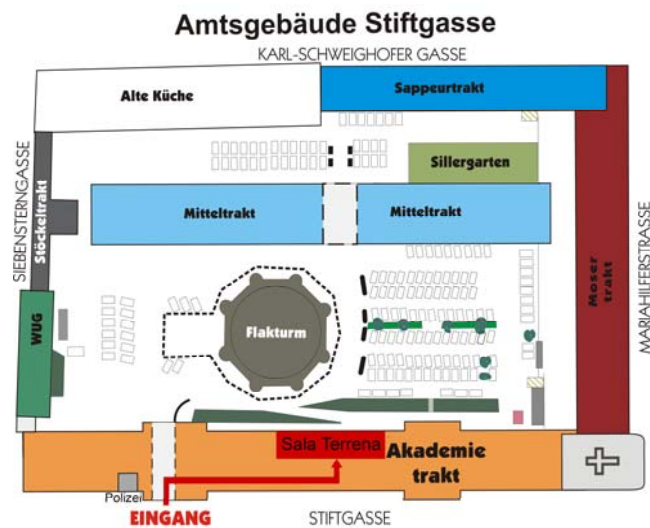 Amtsgebäude Stiftgasse
KARL-SCHWEIGHOFER GASSE
Alte Küche
Sappeurtrakt
Sillergarten
SIEBENSTERNGASSE
Stöckeltrakt
Mitteltrakt
Mitteltrakt
MARIAHILFERSTRASSE
Moser
trakt
WUG
Flakturm
Sala Terrena
Akademie
trakt
Polizei
EINGANG
STIFTGASSE